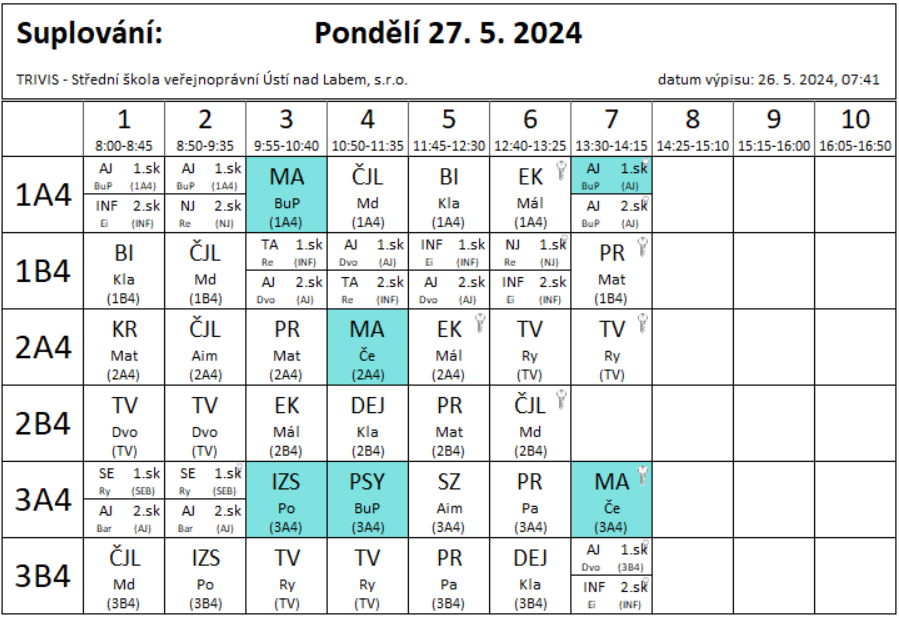 Suplování: Pondělí 27. 5. 2024
TRIVIS - Střední škola veřejnoprávní Ústí nad Labem, s.r.o. datum výpisu: 26. 5. 2024, 07:41
1 2 3 4 5 6 7 8 9 10
8:00-8:45 8:50-9:35 9:55-10:40 10:50-11:35 11:45-12:30 12:40-13:25 13:30-14:15 14:25-15:10 15:15-16:00 16:05-16:50
1A4
AJ 1.sk
BuP (1A4)
INF 2.sk
Ei (INF)
AJ 1.sk
BuP (1A4)
NJ 2.sk
Re (NJ)
MA
BuP
(1A4)
ČJL
Md
(1A4)
BI
Kla
(1A4)
EK
Mál
(1A4)
AJ 1.sk
BuP (AJ)
AJ 2.sk
BuP (AJ)
1B4
BI
Kla
(1B4)
ČJL
Md
(1B4)
TA 1.sk
Re (INF)
AJ 2.sk
Dvo (AJ)
AJ 1.sk
Dvo (AJ)
TA 2.sk
Re (INF)
INF 1.sk
Ei (INF)
AJ 2.sk
Dvo (AJ)
NJ 1.sk
Re (NJ)
INF 2.sk
Ei (INF)
PR
Mat
(1B4)
2A4
KR
Mat
(2A4)
ČJL
Aim
(2A4)
PR
Mat
(2A4)
MA
Če
(2A4)
EK
Mál
(2A4)
TV
Ry
(TV)
TV
Ry
(TV)
2B4
TV
Dvo
(TV)
TV
Dvo
(TV)
EK
Mál
(2B4)
DEJ
Kla
(2B4)
PR
Mat
(2B4)
ČJL
Md
(2B4)
3A4
SE 1.sk
Ry (SEB)
AJ 2.sk
Bar (AJ)
SE 1.sk
Ry (SEB)
AJ 2.sk
Bar (AJ)
IZS
Po
(3A4)
PSY
BuP
(3A4)
SZ
Aim
(3A4)
PR
Pa
(3A4)
MA
Če
(3A4)
3B4
ČJL
Md
(3B4)
IZS
Po
(3B4)
TV
Ry
(TV)
TV
Ry
(TV)
PR
Pa
(3B4)
DEJ
Kla
(3B4)
AJ 1.sk
Dvo (3B4)
INF 2.sk
Ei (INF)